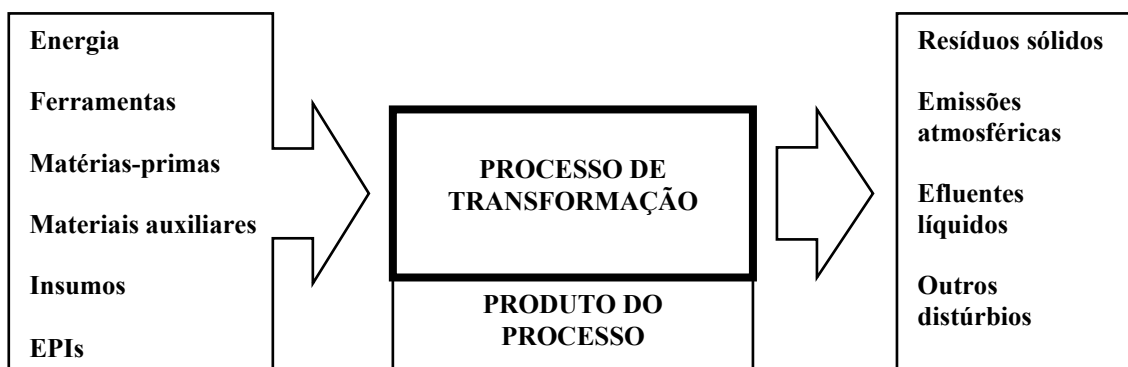 Energia
Ferramentas
Matérias-primas
Materiais auxiliares
Insumos
EPIs
PROCESSO DE
TRANSFORMAÇÃO
PRODUTO DO
PROCESSO
Resíduos sólidos
Emissões
atmosféricas
Efluentes
líquidos
Outros
distúrbios